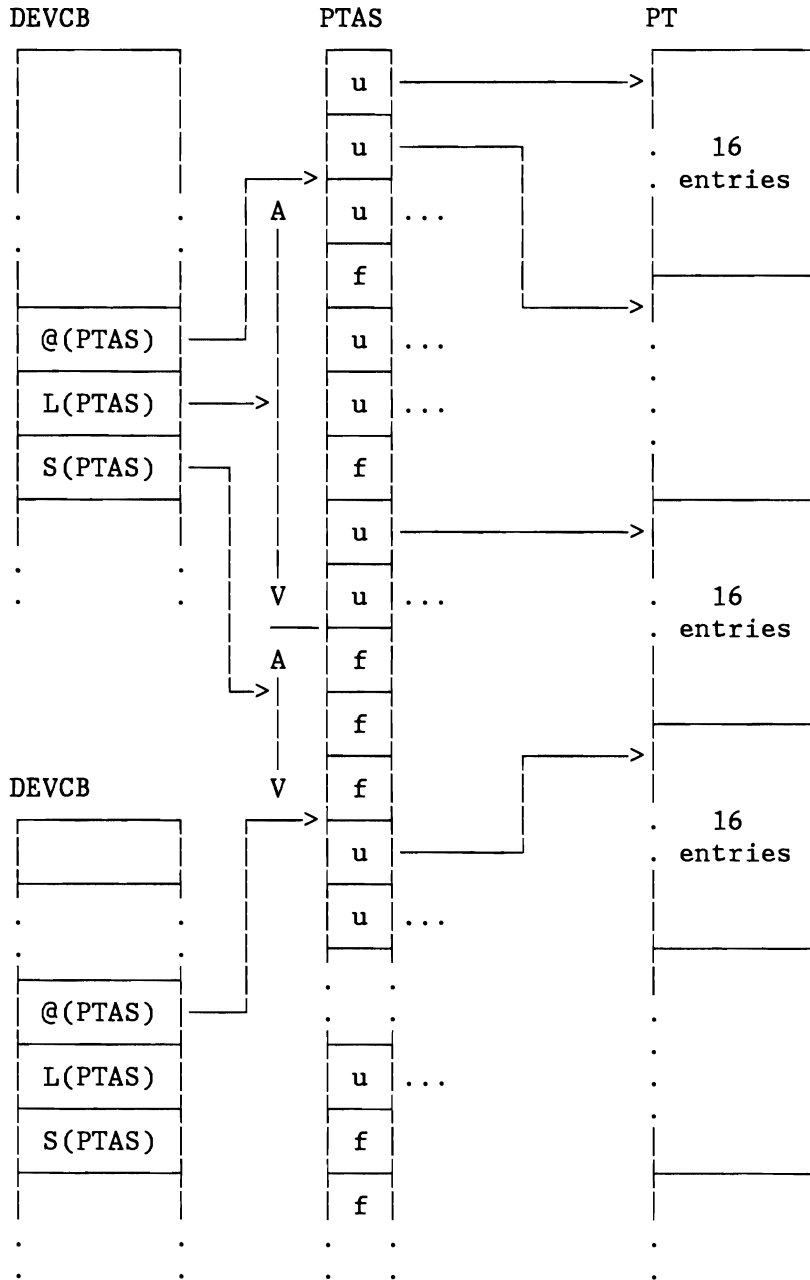 DEVCB PTAS PT
u
u 16
> entries
A u ...
f
@(PTAS) u ...
L(PTAS) u ...
S(PTAS) f
u
V u ... 16
entries
A f
f
DEVCB V f
16
u entries
u ...
@(PTAS)
L(PTAS) u ...
S(PTAS) f
f